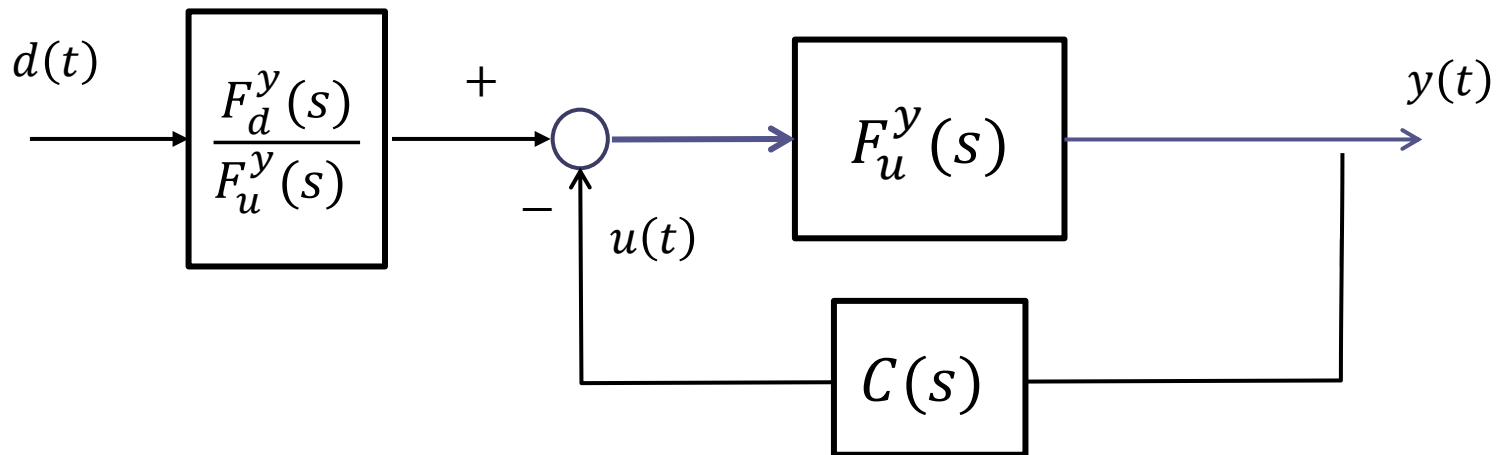 d(t)
F_d^y(s)
F_u^y(s)
+
−
u(t)
F_u^y(s)
y(t)
C(s)